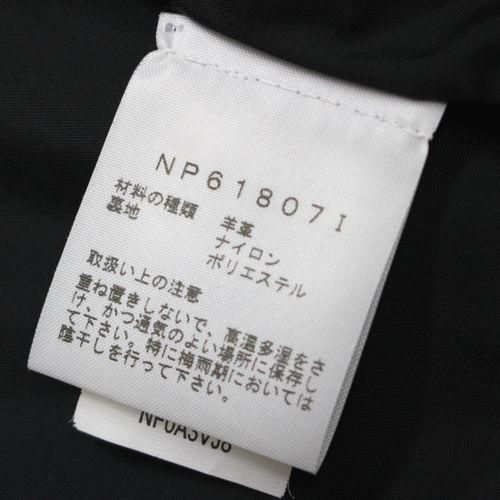 NP61807I
材料の種類 羊革
裏地 ナイロン
ポリエステル
取扱い上の注意
重ね置きしないで、高温多湿をさ
け、かつ通気のよい場所に保存し
て下さい。特に梅雨期においては
陰干しを行って下さい。